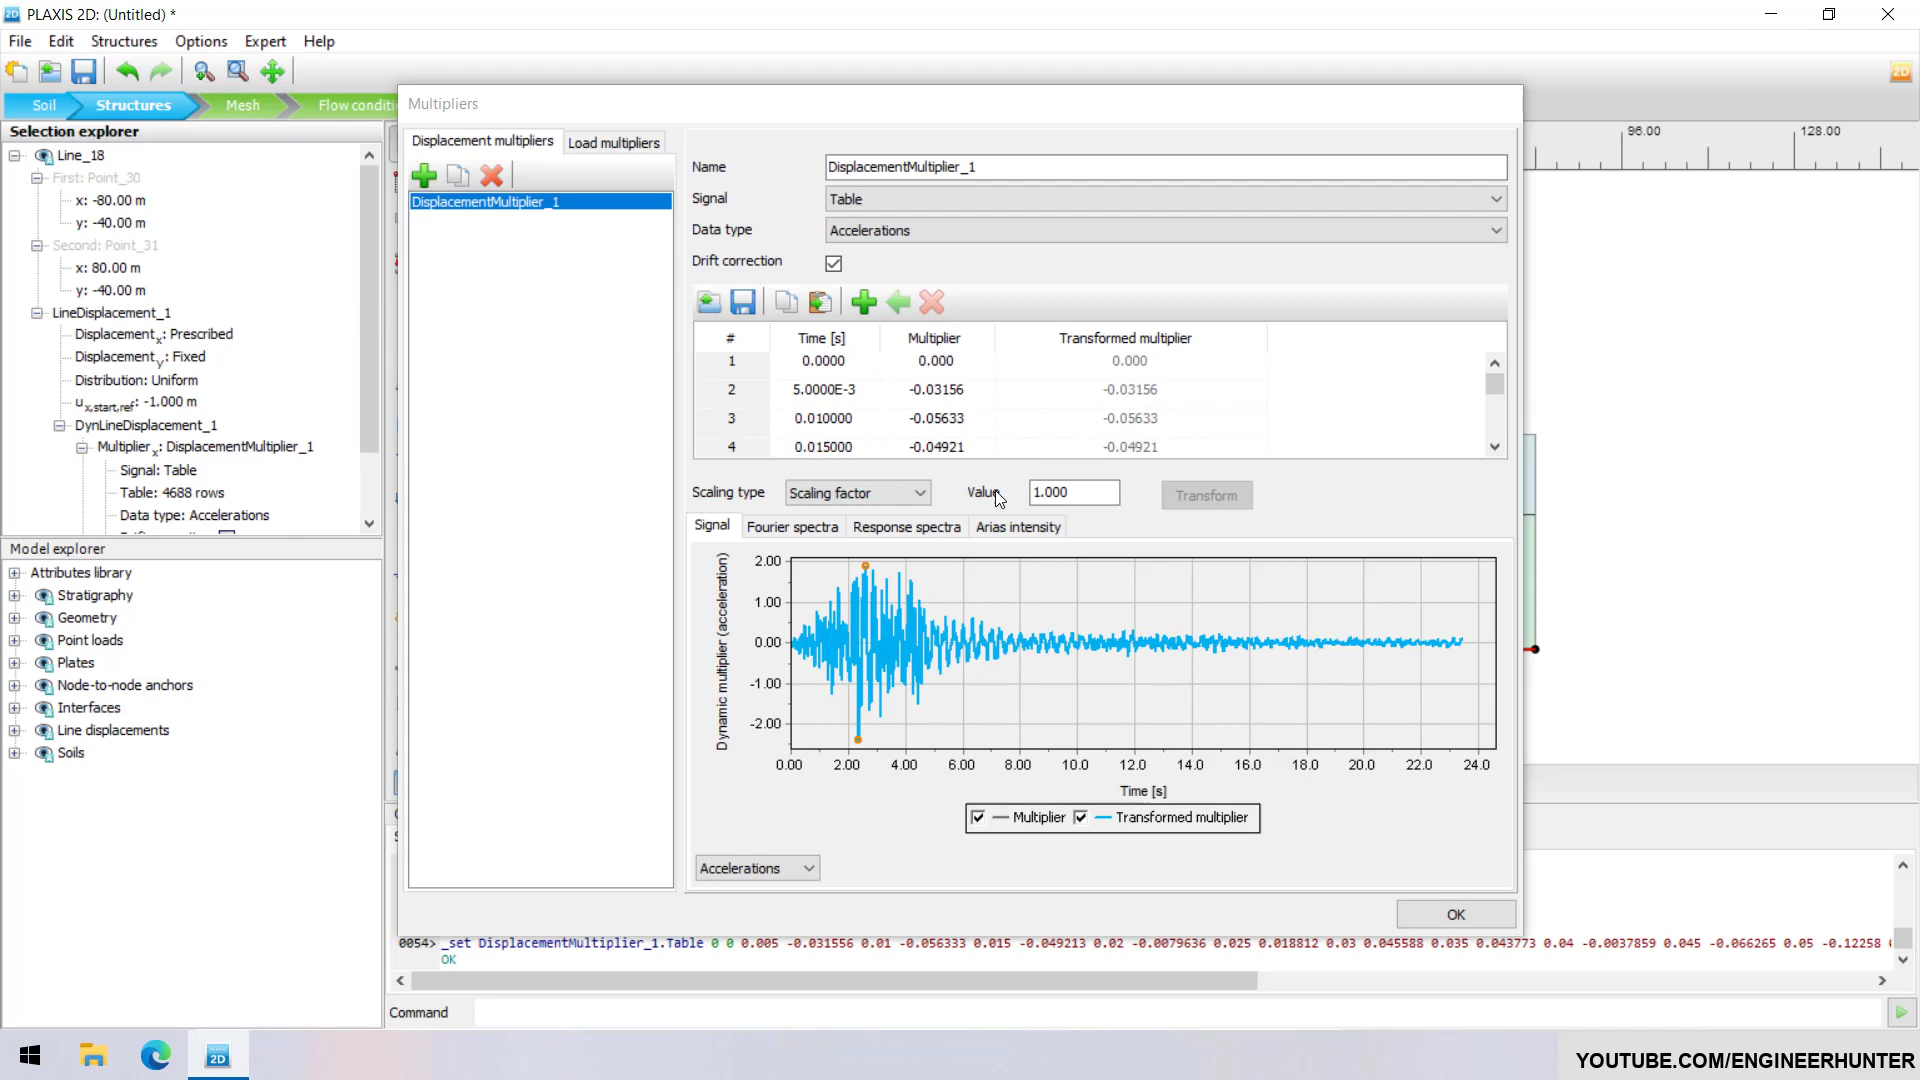 PLAXIS 2D: (Untitled) *
File Edit Structures Options Expert Help
Soil Structures Mesh Flow conditi
Selection explorer
Line_18
First: Point_30
x: -80.00 m
y: -40.00 m
Second: Point_31
x: 80.00 m
y: -40.00 m
LineDisplacement_1
Displacementx: Prescribed
Displacementy: Fixed
Distribution: Uniform
ux,start,ref: -1.000 m
DynLineDisplacement_1
Multiplierx: DisplacementMultiplier_1
Signal: Table
Table: 4688 rows
Data type: Accelerations
Model explorer
Attributes library
Stratigraphy
Geometry
Point loads
Plates
Node-to-node anchors
Interfaces
Line displacements
Soils
Multipliers
Displacement multipliers Load multipliers
DisplacementMultiplier_1
Name DisplacementMultiplier_1
Signal Table
Data type Accelerations
Drift correction
# Time [s] Multiplier Transformed multiplier
1 0.0000 0.000 0.000
2 5.0000E-3 -0.03156 -0.03156
3 0.010000 -0.05633 -0.05633
4 0.015000 -0.04921 -0.04921
Scaling type Scaling factor Value 1.000 Transform
Signal Fourier spectra Response spectra Arias intensity
Dynamic multiplier (acceleration)
2.00
1.00
0.00
-1.00
-2.00
0.00 2.00 4.00 6.00 8.00 10.0 12.0 14.0 16.0 18.0 20.0 22.0 24.0
Time [s]
Multiplier Transformed multiplier
Accelerations
OK
96.00 128.00
0054> _set DisplacementMultiplier_1.Table 0 0 0.005 -0.031556 0.01 -0.056333 0.015 -0.049213 0.02 -0.0079636 0.025 0.018812 0.03 0.045588 0.035 0.043773 0.04 -0.0037859 0.045 -0.066265 0.05 -0.12258
OK
Command
2D
YOUTUBE.COM/ENGINEERHUNTER